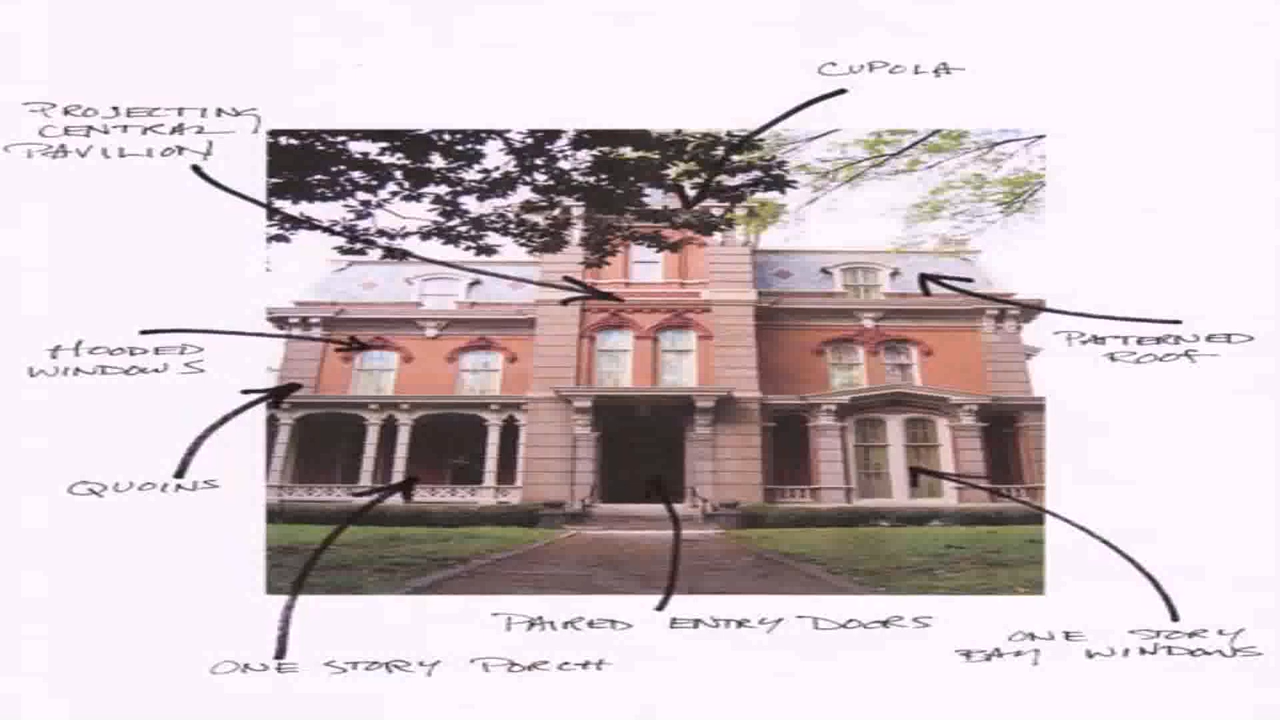 CUPOLA
PROJECTING
CENTRAL
PAVILION
HOODED
WINDOWS
PATTERNED
ROOF
QUOINS
PAIRED ENTRY DOORS
ONE STORY
BAY WINDOWS
ONE STORY PORCH